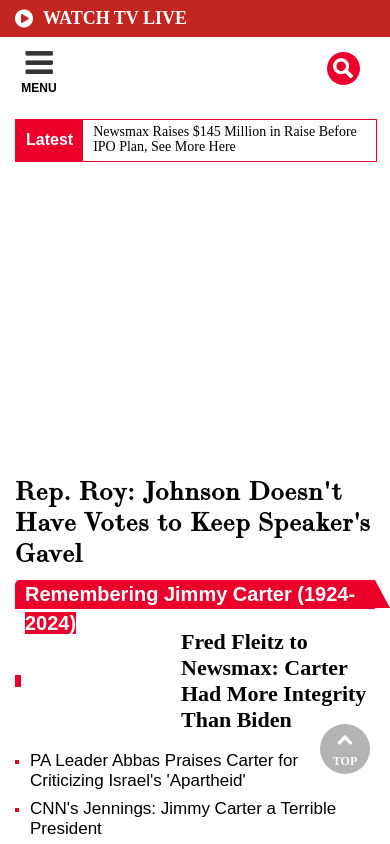 WATCH TV LIVE
MENU
Latest
Newsmax Raises $145 Million in Raise Before
IPO Plan, See More Here
Rep. Roy: Johnson Doesn't
Have Votes to Keep Speaker's
Gavel
Remembering Jimmy Carter (1924-
2024)
Fred Fleitz to
Newsmax: Carter
Had More Integrity
Than Biden
TOP
PA Leader Abbas Praises Carter for
Criticizing Israel's 'Apartheid'
CNN's Jennings: Jimmy Carter a Terrible
President